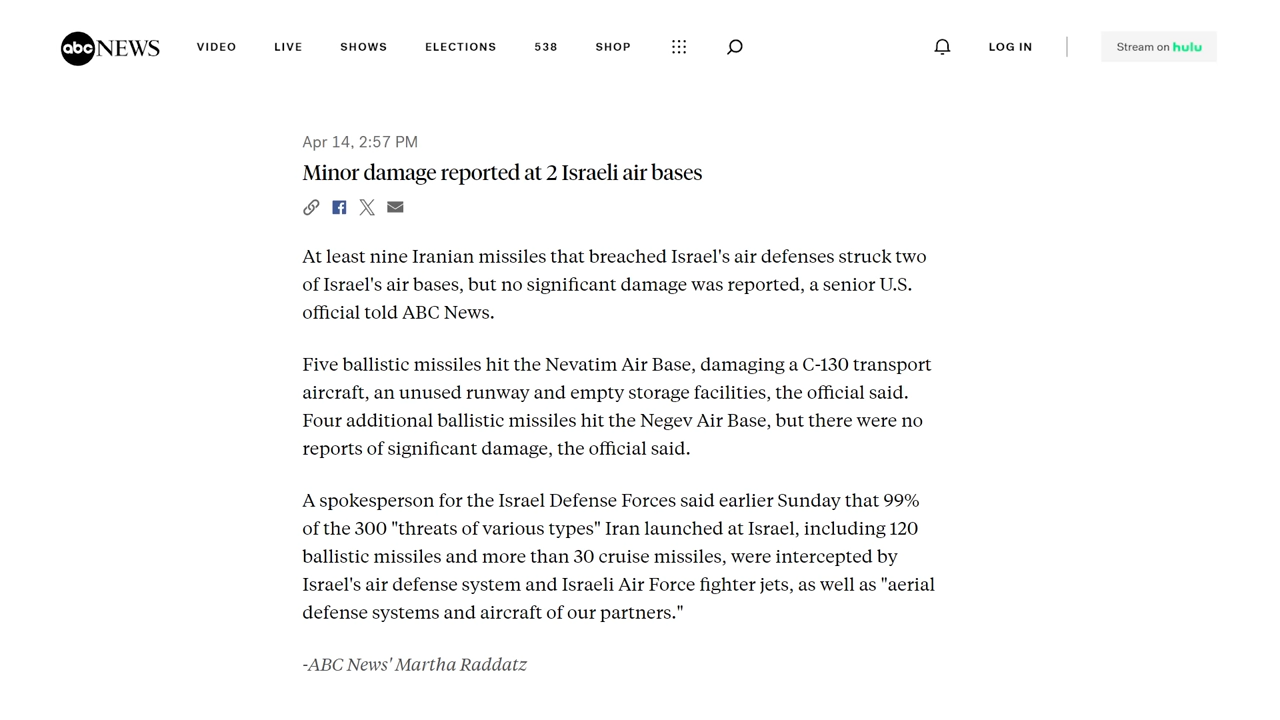 abc NEWS VIDEO LIVE SHOWS ELECTIONS 538 SHOP LOG IN Stream on hulu
Apr 14, 2:57 PM
Minor damage reported at 2 Israeli air bases
At least nine Iranian missiles that breached Israel's air defenses struck two
of Israel's air bases, but no significant damage was reported, a senior U.S.
official told ABC News.
Five ballistic missiles hit the Nevatim Air Base, damaging a C-130 transport
aircraft, an unused runway and empty storage facilities, the official said.
Four additional ballistic missiles hit the Negev Air Base, but there were no
reports of significant damage, the official said.
A spokesperson for the Israel Defense Forces said earlier Sunday that 99%
of the 300 "threats of various types" Iran launched at Israel, including 120
ballistic missiles and more than 30 cruise missiles, were intercepted by
Israel's air defense system and Israeli Air Force fighter jets, as well as "aerial
defense systems and aircraft of our partners."
-ABC News' Martha Raddatz